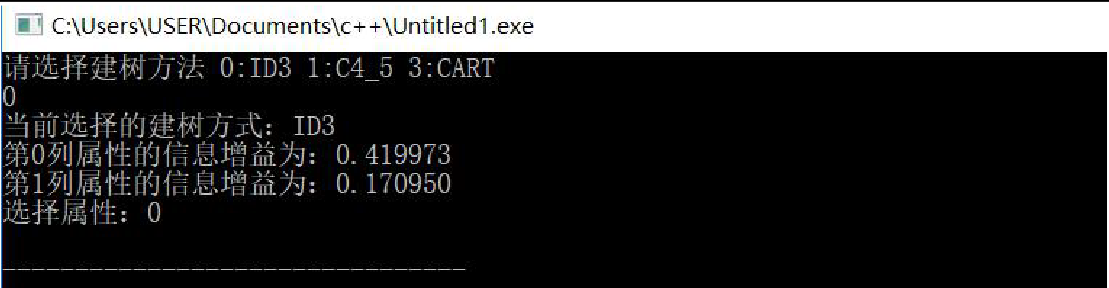 C:\Users\USER\Documents\c++\Untitled1.exe
请选择建树方法 0:ID3 1:C4_5 3:CART
0
当前选择的建树方式：ID3
第0列属性的信息增益为：0.419973
第1列属性的信息增益为：0.170950
选择属性：0
--------------------------------